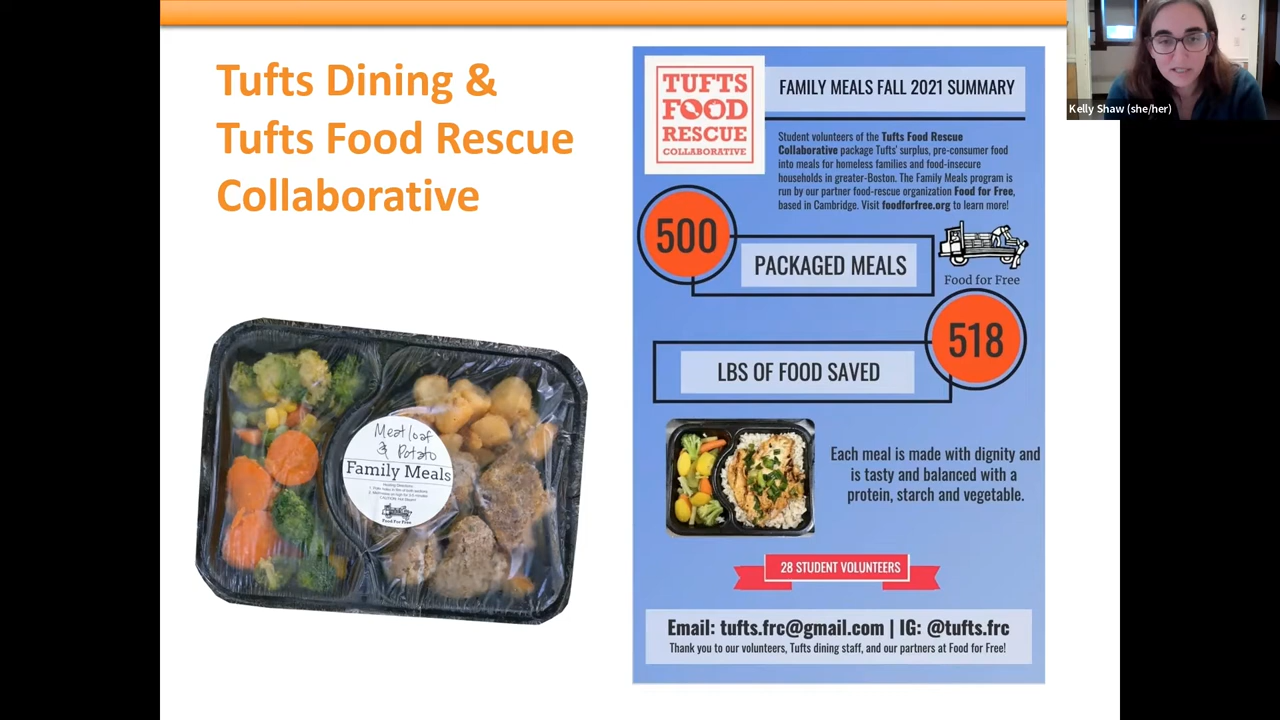 Tufts Dining &
Tufts Food Rescue
Collaborative
TUFTS
FOOD
RESCUE
COLLABORATIVE
FAMILY MEALS FALL 2021 SUMMARY
Student volunteers of the Tufts Food Rescue
Collaborative package Tufts' surplus, pre-consumer food
into meals for homeless families and food-insecure
households in greater-Boston. The Family Meals program is
run by our partner food-rescue organization Food for Free,
based in Cambridge. Visit foodforfree.org to learn more!
500
PACKAGED MEALS
Food for Free
518
LBS OF FOOD SAVED
Each meal is made with dignity and
is tasty and balanced with a
protein, starch and vegetable.
28 STUDENT VOLUNTEERS
Email: tufts.frc@gmail.com | IG: @tufts.frc
Thank you to our volunteers, Tufts dining staff, and our partners at Food for Free!
Meatloaf
& Potato
Family Meals
Food For Free
Kelly Shaw (she/her)